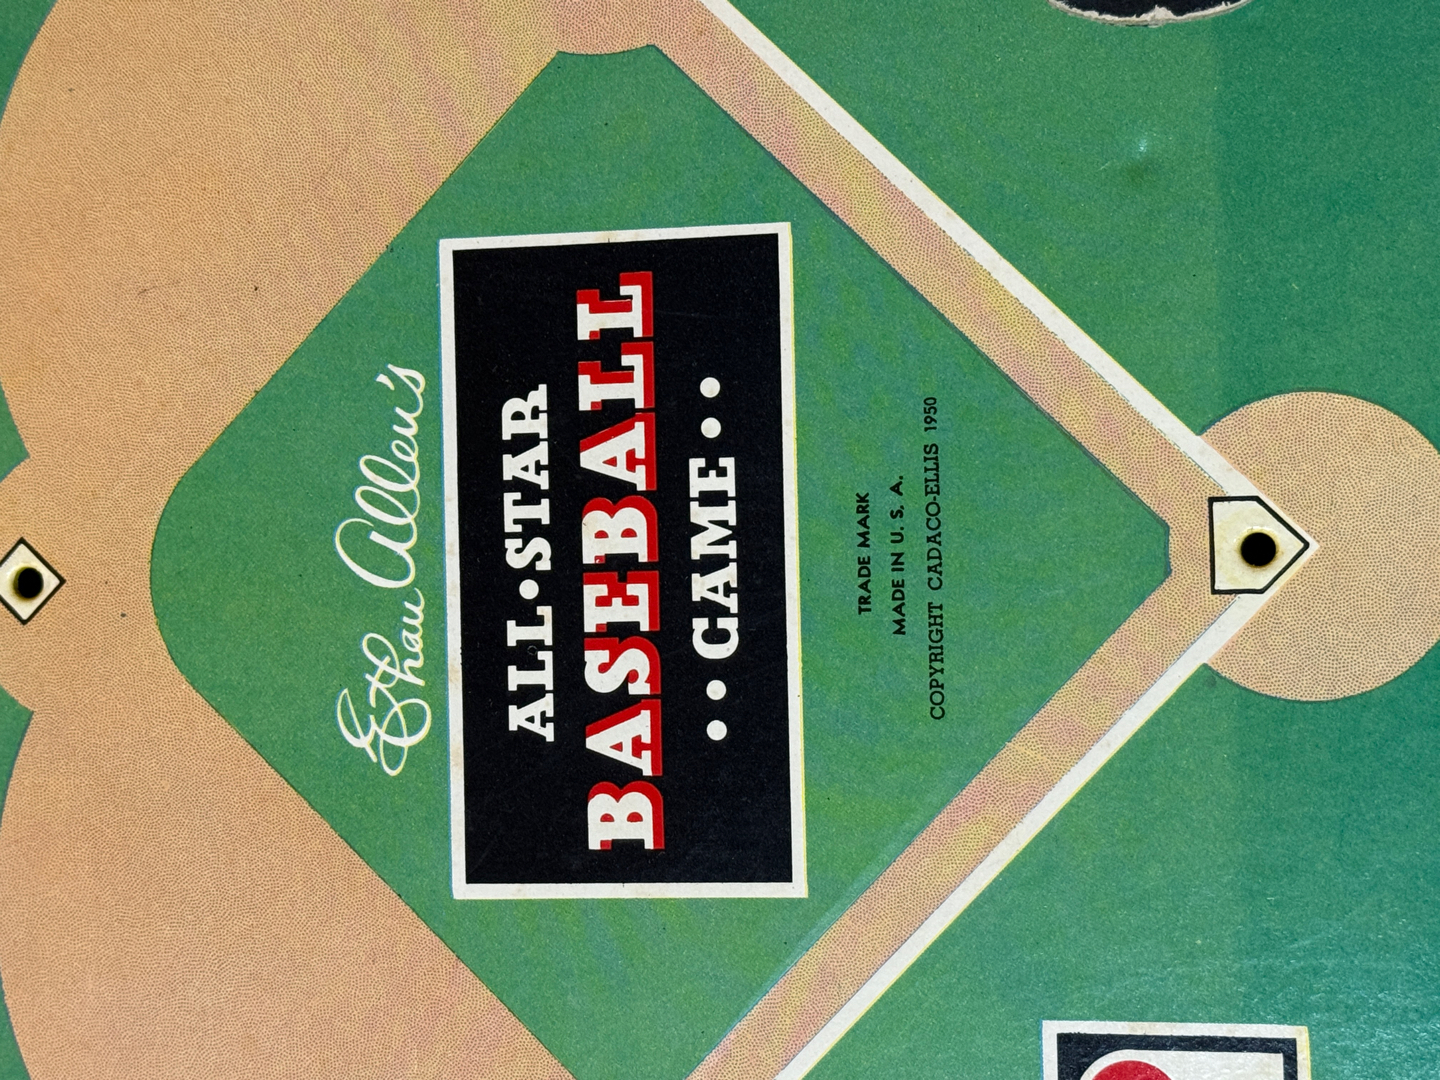 Ethan Allen's
ALL•STAR
BASEBALL
•• GAME ••
TRADE MARK
MADE IN U. S. A.
COPYRIGHT CADACO-ELLIS 1950